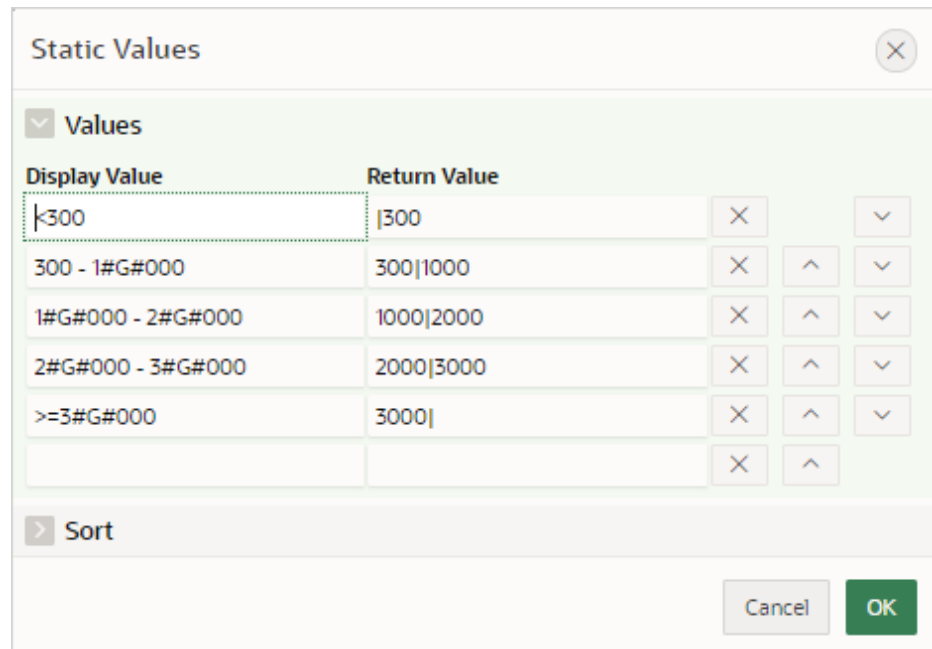 Static Values
Values
Display Value Return Value
<300 |300
300 - 1#G#000 300|1000
1#G#000 - 2#G#000 1000|2000
2#G#000 - 3#G#000 2000|3000
>=3#G#000 3000|
Sort
Cancel OK